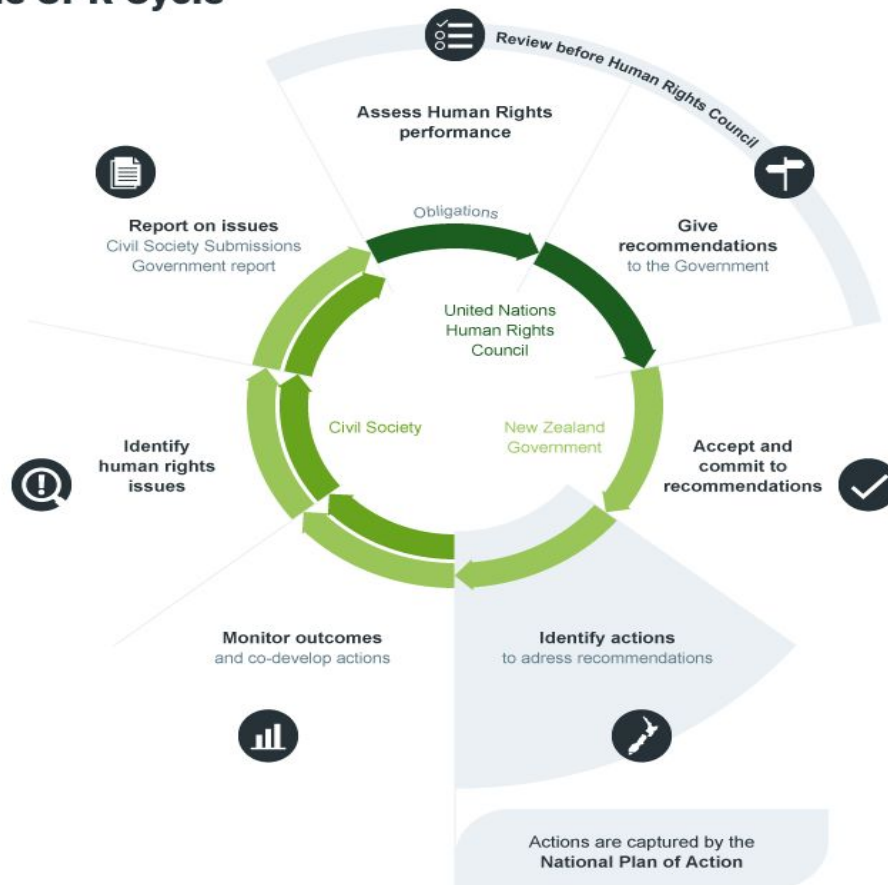 Review before Human Rights Council
Assess Human Rights
performance
Obligations
Give
recommendations
to the Government
Report on issues
Civil Society Submissions
Government report
United Nations
Human Rights
Council
Civil Society
New Zealand
Government
Accept and
commit to
recommendations
Identify
human rights
issues
Monitor outcomes
and co-develop actions
Identify actions
to adress recommendations
Actions are captured by the
National Plan of Action